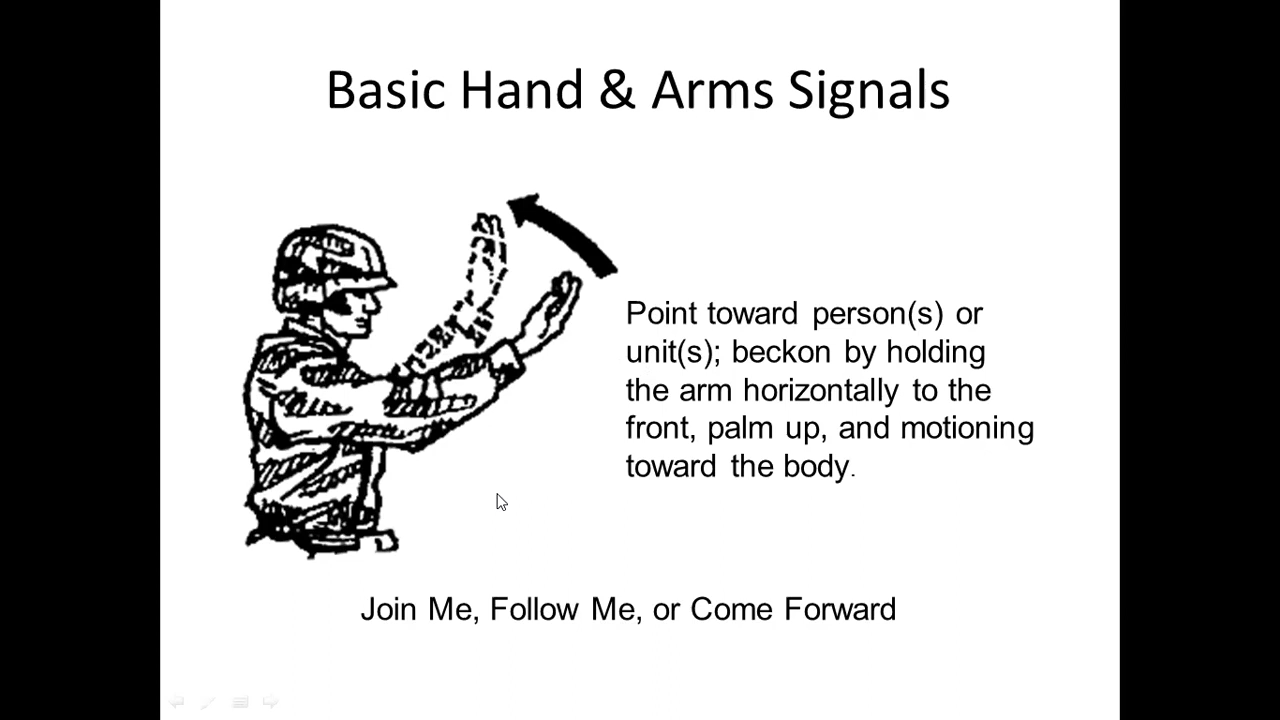 Basic Hand & Arms Signals
Point toward person(s) or
unit(s); beckon by holding
the arm horizontally to the
front, palm up, and motioning
toward the body.
Join Me, Follow Me, or Come Forward